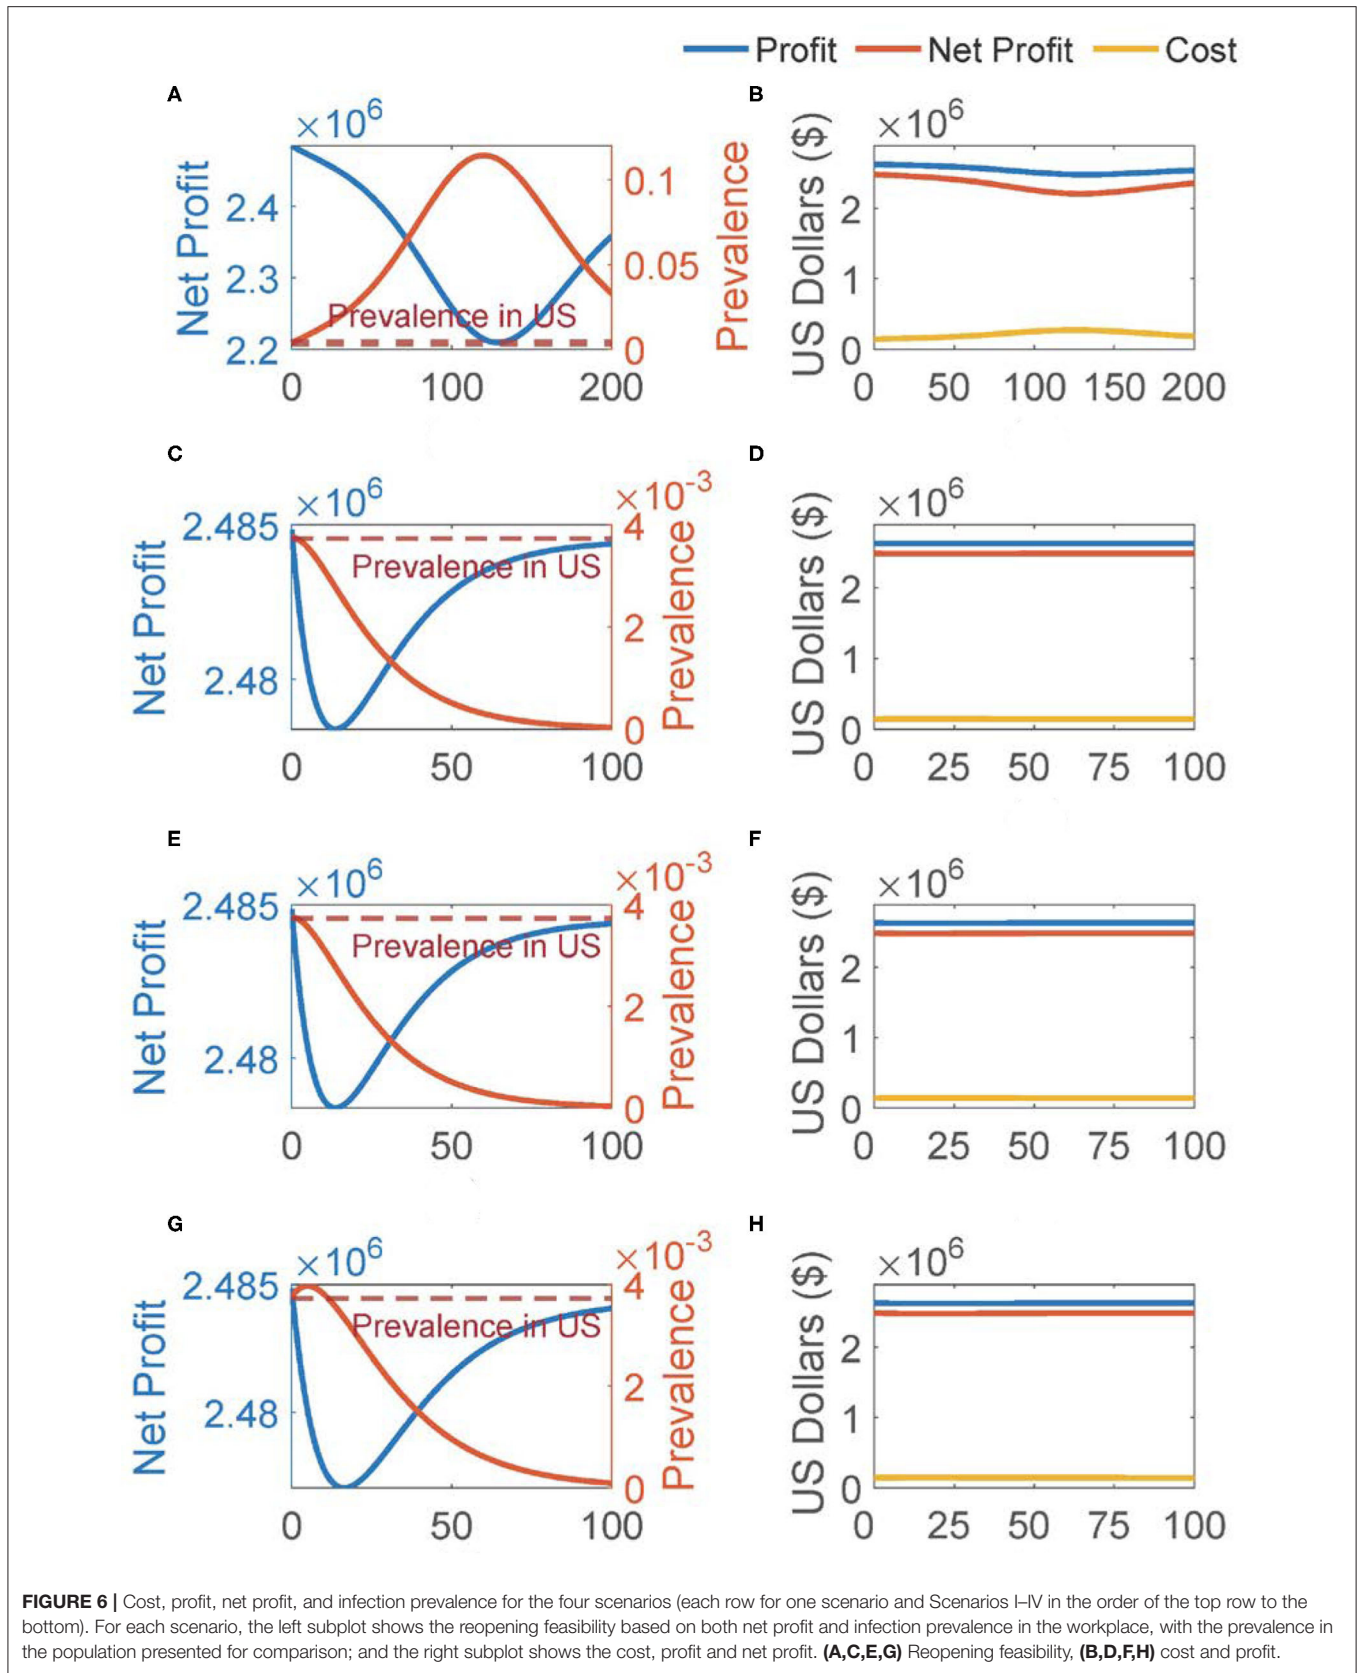 Profit Net Profit Cost
A
×10^6
Net Profit
2.4
2.3
2.2
0.1
0.05
0
Prevalence
Prevalence in US
0 100 200
B
×10^6
US Dollars ($)
2
1
0
0 50 100 150 200
C
×10^6
×10^-3
Net Profit
2.485
2.48
4
2
0
Prevalence
Prevalence in US
0 50 100
D
×10^6
US Dollars ($)
2
1
0
0 25 50 75 100
E
×10^6
×10^-3
Net Profit
2.485
2.48
4
2
0
Prevalence
Prevalence in US
0 50 100
F
×10^6
US Dollars ($)
2
1
0
0 25 50 75 100
G
×10^6
×10^-3
Net Profit
2.485
2.48
4
2
0
Prevalence
Prevalence in US
0 50 100
H
×10^6
US Dollars ($)
2
1
0
0 25 50 75 100
FIGURE 6 | Cost, profit, net profit, and infection prevalence for the four scenarios (each row for one scenario and Scenarios I–IV in the order of the top row to the
bottom). For each scenario, the left subplot shows the reopening feasibility based on both net profit and infection prevalence in the workplace, with the prevalence in
the population presented for comparison; and the right subplot shows the cost, profit and net profit. (A,C,E,G) Reopening feasibility, (B,D,F,H) cost and profit.